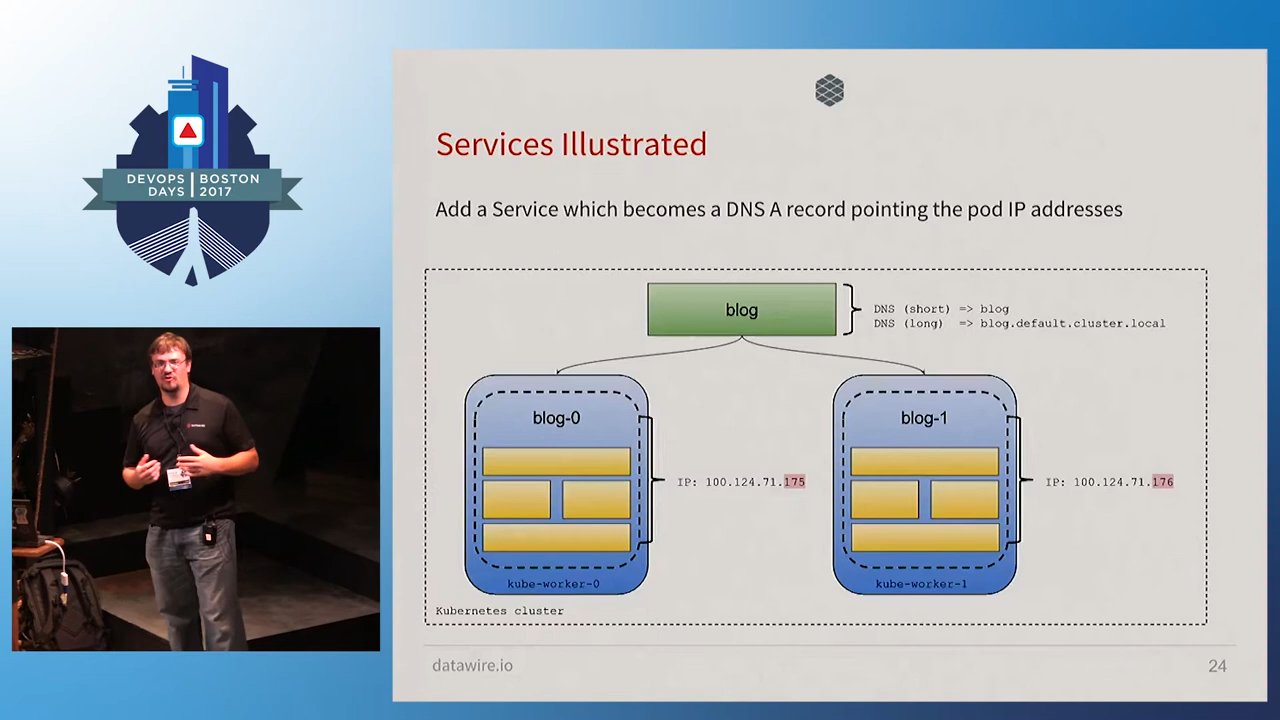 DEVOPS DAYS
BOSTON 2017
Services Illustrated
Add a Service which becomes a DNS A record pointing the pod IP addresses
blog
DNS (short) => blog
DNS (long) => blog.default.cluster.local
blog-0
blog-1
IP: 100.124.71.175
IP: 100.124.71.176
kube-worker-0
kube-worker-1
Kubernetes cluster
datawire.io
24